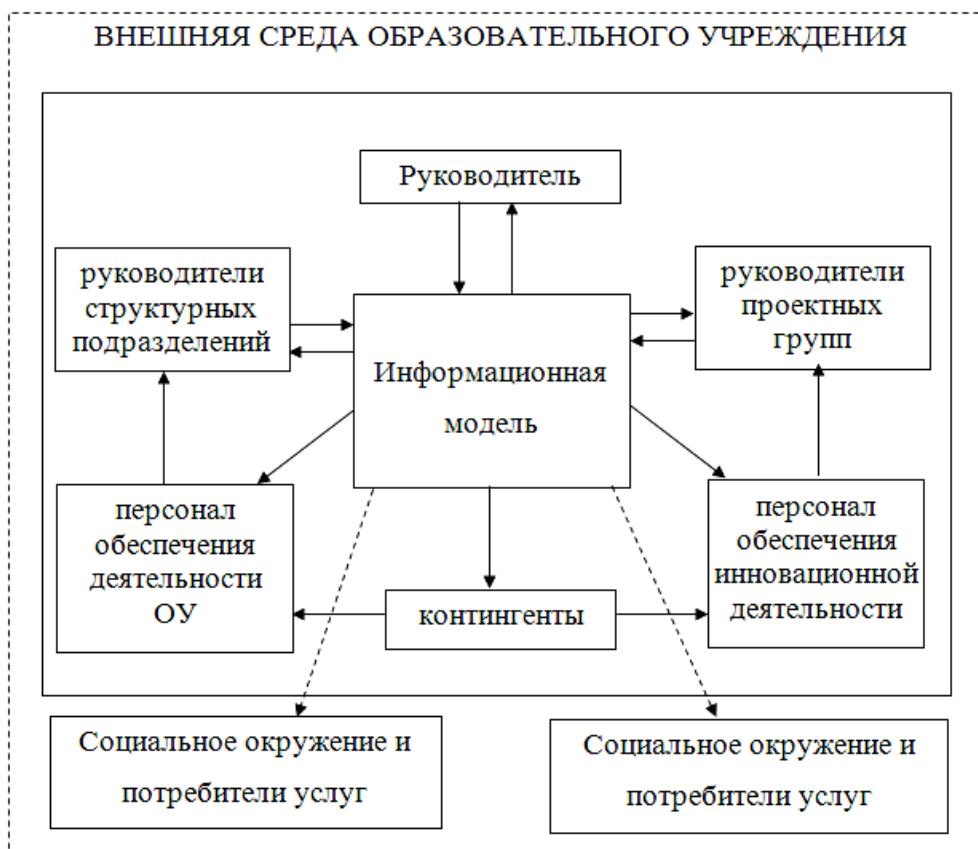 ВНЕШНЯЯ СРЕДА ОБРАЗОВАТЕЛЬНОГО УЧРЕЖДЕНИЯ
Руководитель
руководители
структурных
подразделений
руководители
проектных
групп
Информационная
модель
персонал
обеспечения
деятельности
ОУ
контингенты
персонал
обеспечения
инновационной
деятельности
Социальное окружение и
потребители услуг
Социальное окружение и
потребители услуг